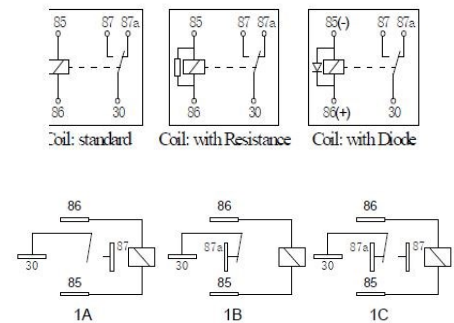 85 87 87a 85 87 87a 85(-) 87 87a
86 30 86 30 86(+) 30
Coil: standard Coil: with Resistance Coil: with Diode
86 86 86
87 87a 87a 87
30 30 30
85 85 85
1A 1B 1C